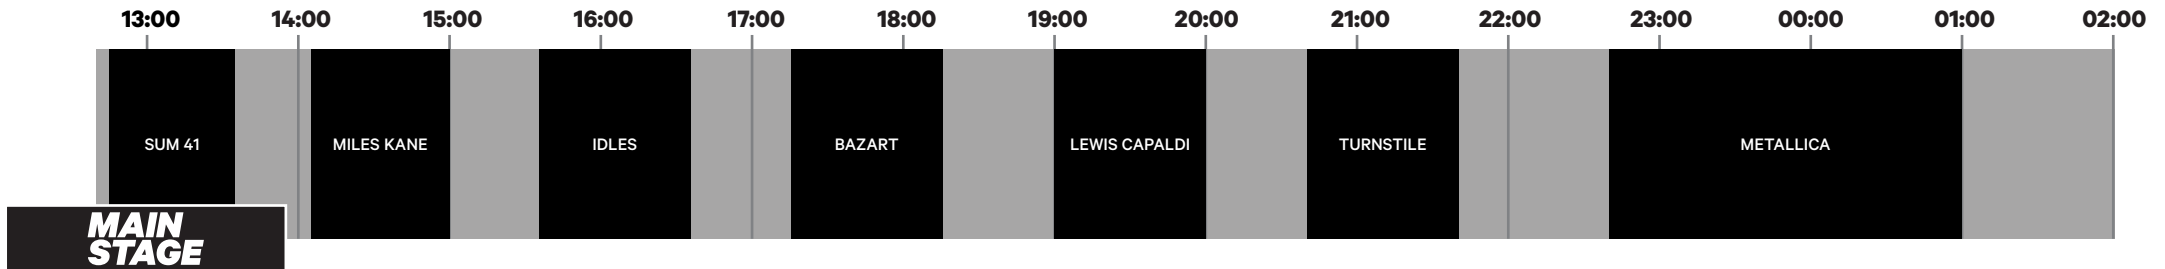 13:00 14:00 15:00 16:00 17:00 18:00 19:00 20:00 21:00 22:00 23:00 00:00 01:00 02:00
SUM 41 MILES KANE IDLES BAZART LEWIS CAPALDI TURNSTILE METALLICA
MAIN
STAGE